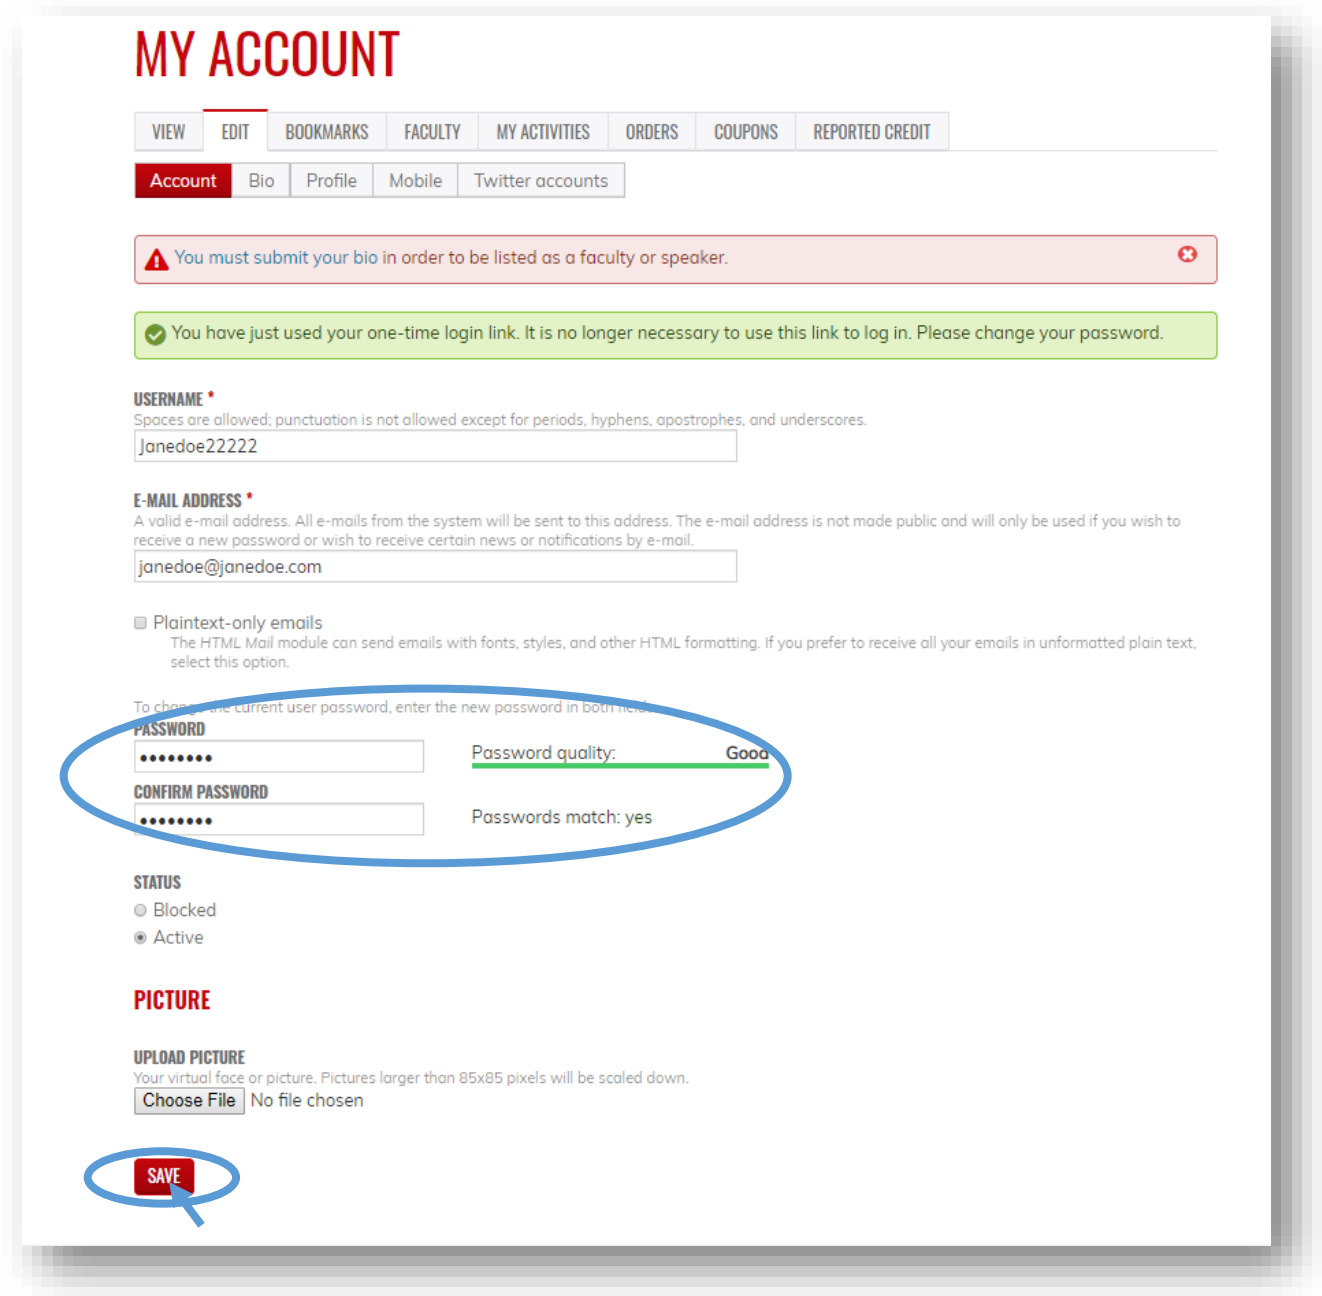 MY ACCOUNT
VIEW EDIT BOOKMARKS FACULTY MY ACTIVITIES ORDERS COUPONS REPORTED CREDIT
Account Bio Profile Mobile Twitter accounts
You must submit your bio in order to be listed as a faculty or speaker.
You have just used your one-time login link. It is no longer necessary to use this link to log in. Please change your password.
USERNAME *
Spaces are allowed; punctuation is not allowed except for periods, hyphens, apostrophes, and underscores.
Janedoe22222
E-MAIL ADDRESS *
A valid e-mail address. All e-mails from the system will be sent to this address. The e-mail address is not made public and will only be used if you wish to
receive a new password or wish to receive certain news or notifications by e-mail.
janedoe@janedoe.com
Plaintext-only emails
The HTML Mail module can send emails with fonts, styles, and other HTML formatting. If you prefer to receive all your emails in unformatted plain text,
select this option.
To change the current user password, enter the new password in both fields.
PASSWORD
•••••••• Password quality: Good
CONFIRM PASSWORD
•••••••• Passwords match: yes
STATUS
Blocked
Active
PICTURE
UPLOAD PICTURE
Your virtual face or picture. Pictures larger than 85x85 pixels will be scaled down.
Choose File No file chosen
SAVE